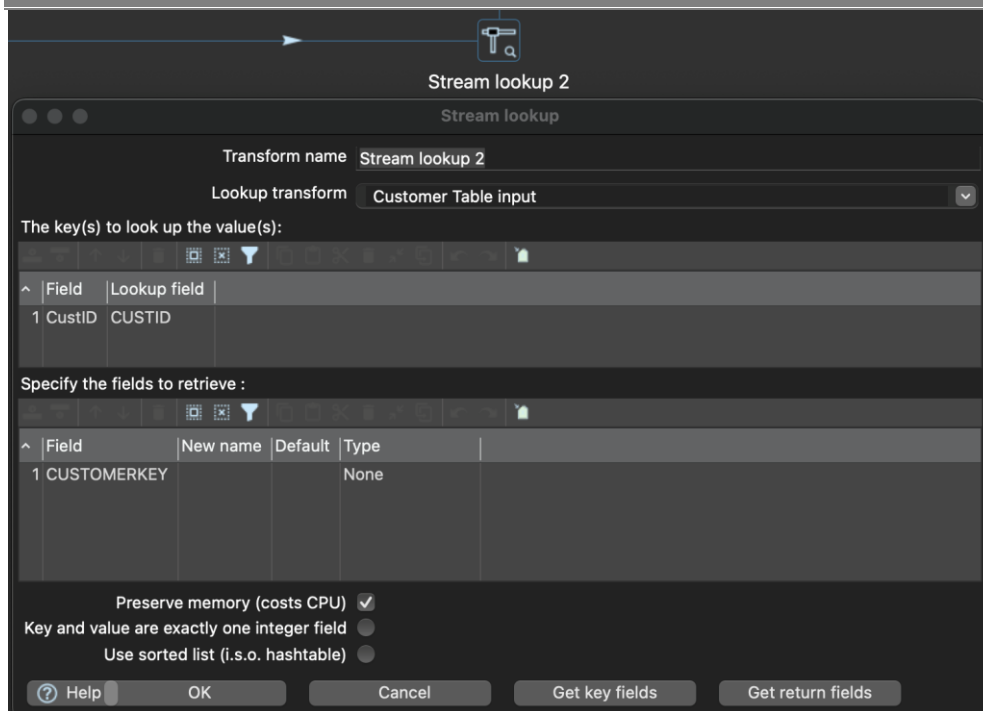 Stream lookup 2
Stream lookup
Transform name Stream lookup 2
Lookup transform Customer Table input
The key(s) to look up the value(s):
Field Lookup field
1 CustID CUSTID
Specify the fields to retrieve :
Field New name Default Type
1 CUSTOMERKEY None
Preserve memory (costs CPU)
Key and value are exactly one integer field
Use sorted list (i.s.o. hashtable)
? Help OK Cancel Get key fields Get return fields